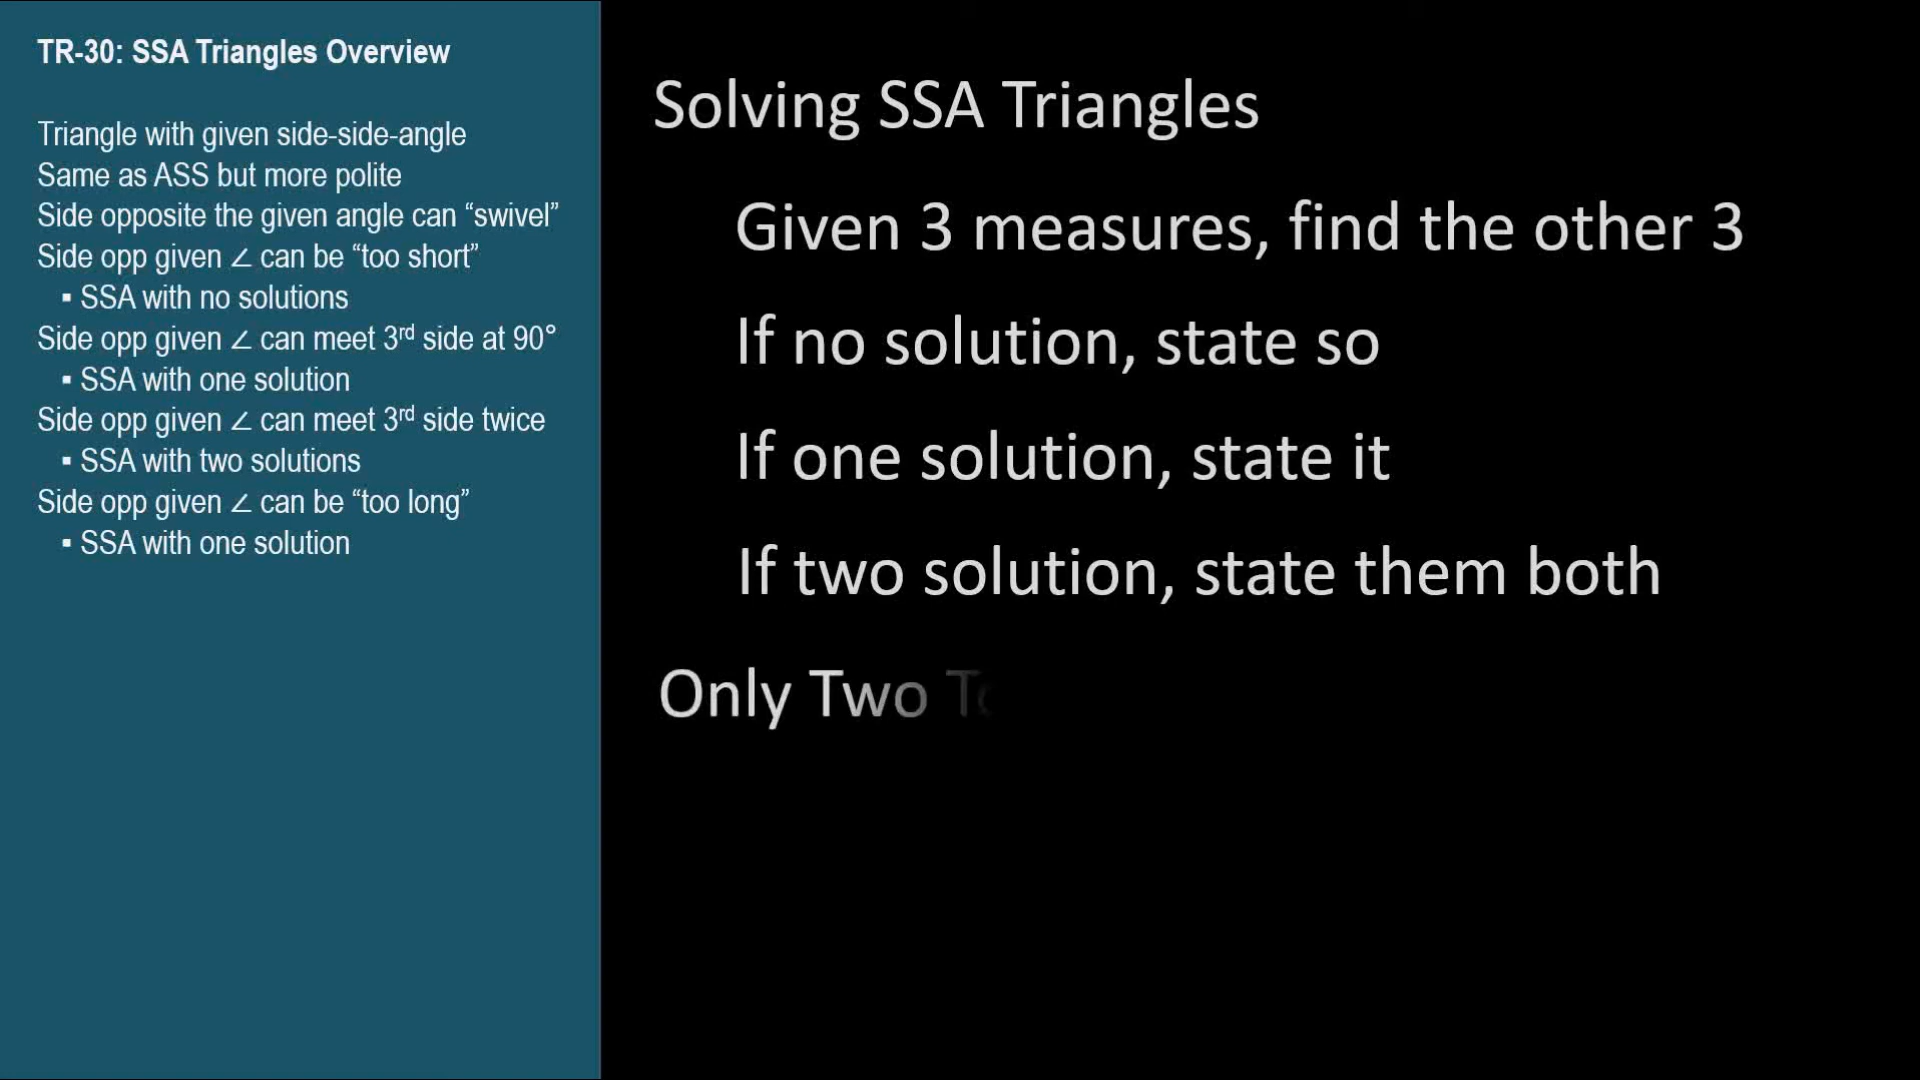 TR-30: SSA Triangles Overview
Triangle with given side-side-angle
Same as ASS but more polite
Side opposite the given angle can “swivel”
Side opp given ∠ can be “too short”
▪ SSA with no solutions
Side opp given ∠ can meet 3rd side at 90°
▪ SSA with one solution
Side opp given ∠ can meet 3rd side twice
▪ SSA with two solutions
Side opp given ∠ can be “too long”
▪ SSA with one solution
Solving SSA Triangles
Given 3 measures, find the other 3
If no solution, state so
If one solution, state it
If two solution, state them both
Only Two